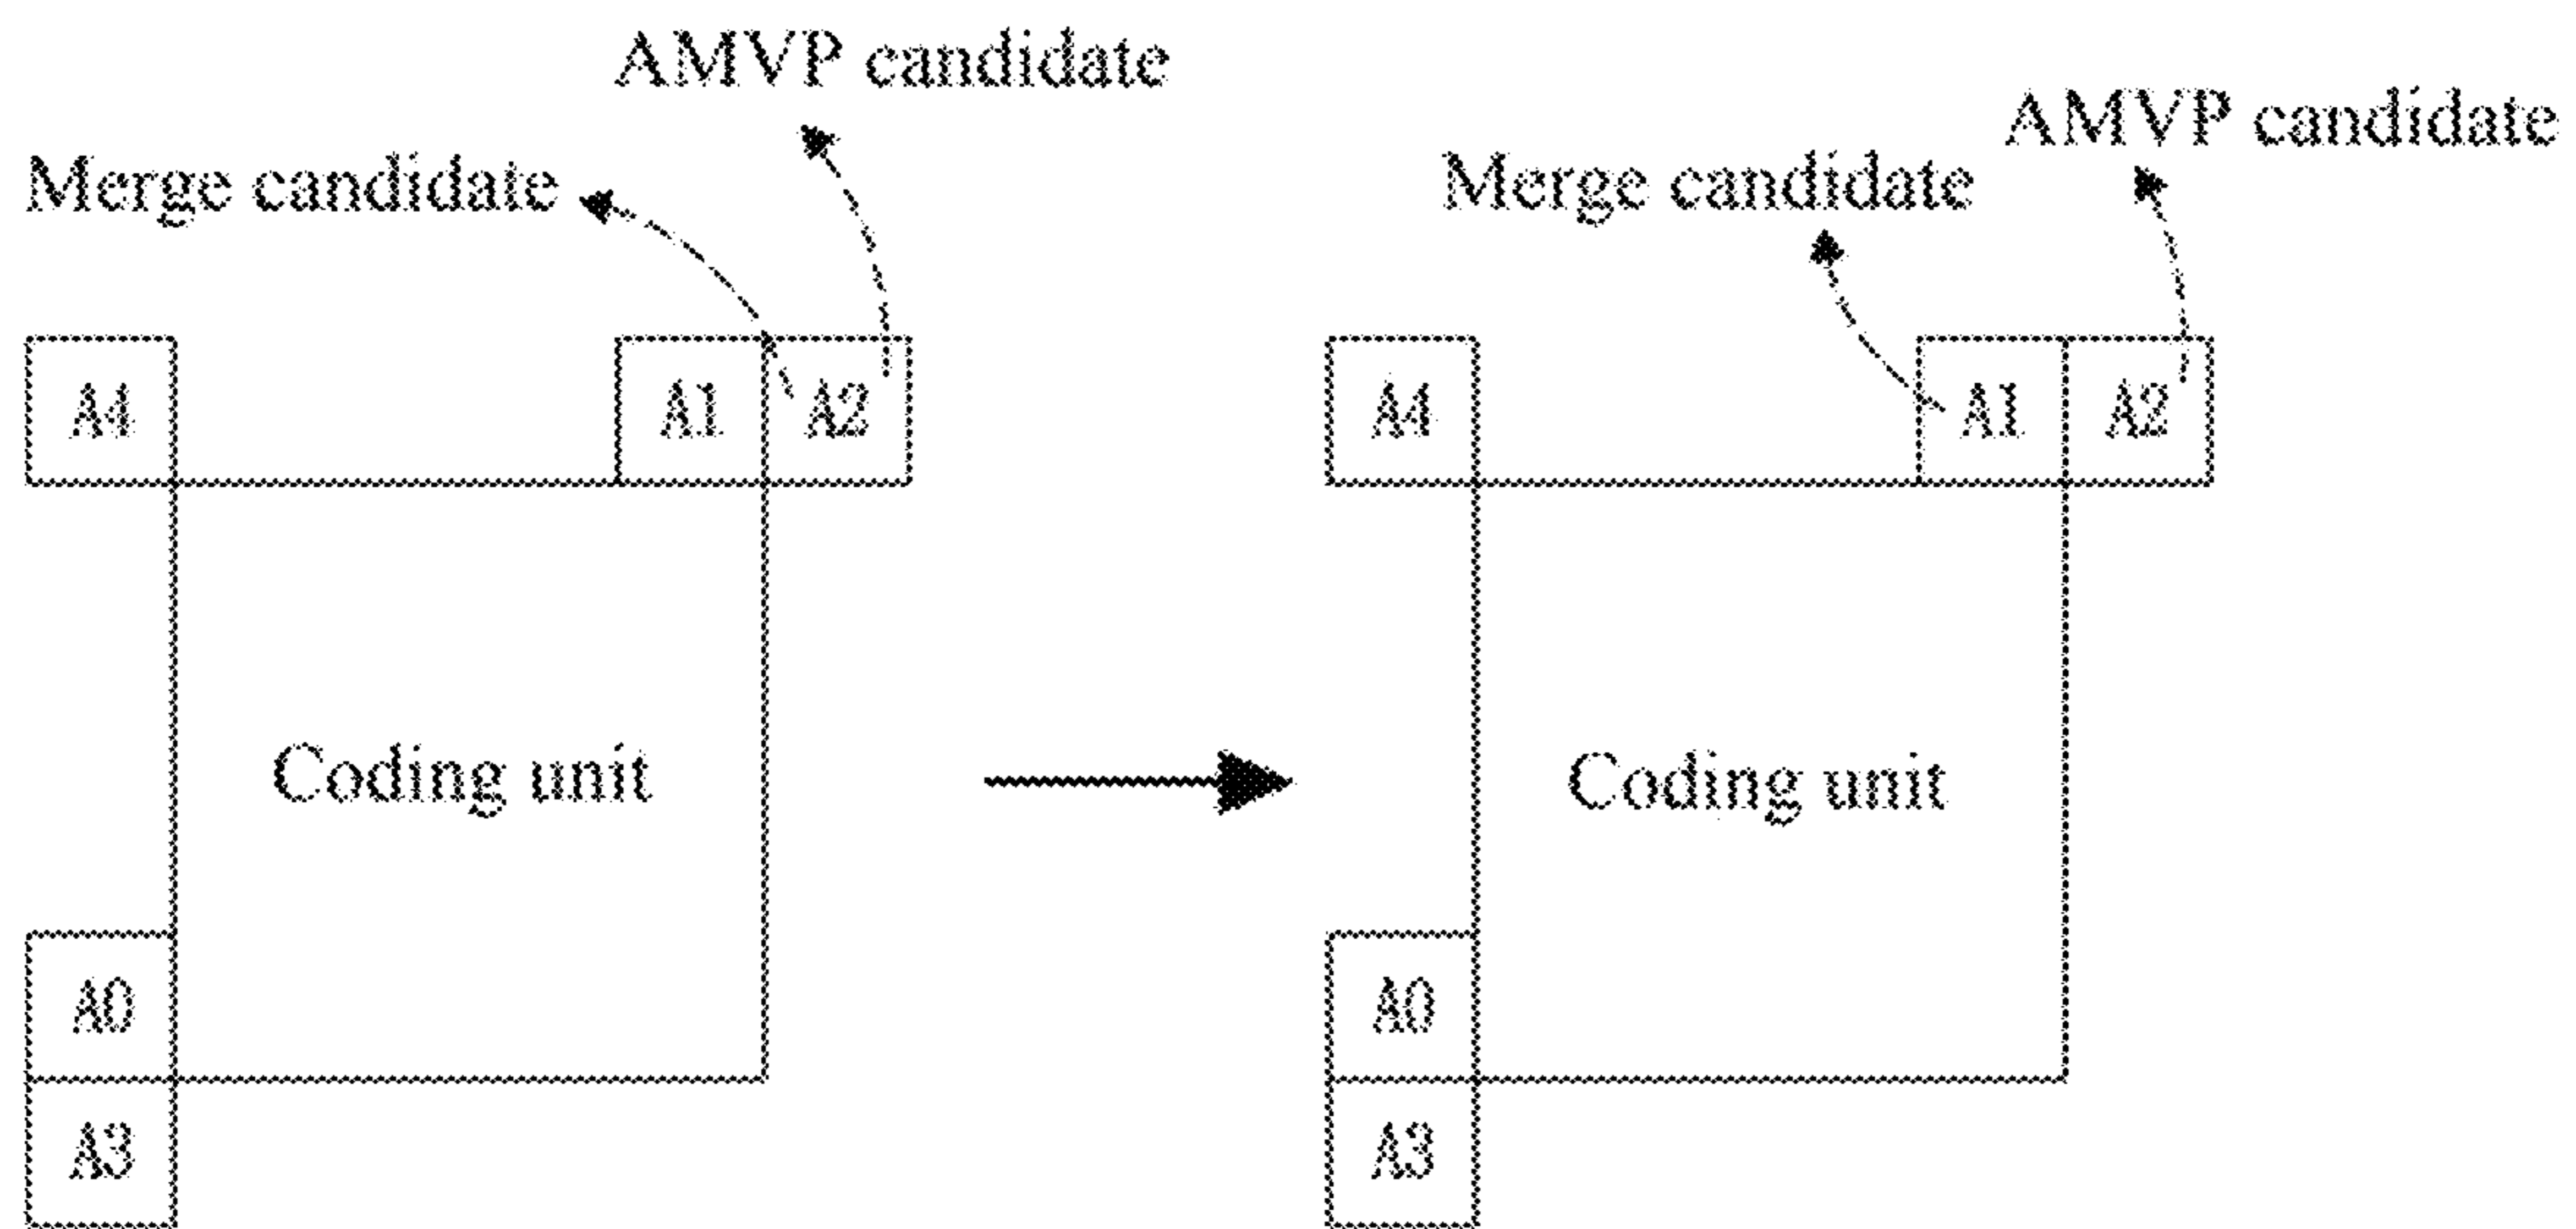 AMVP candidate
Merge candidate
A4
A1
A2
Coding unit
A0
A3
AMVP candidate
Merge candidate
A4
A1
A2
Coding unit
A0
A3